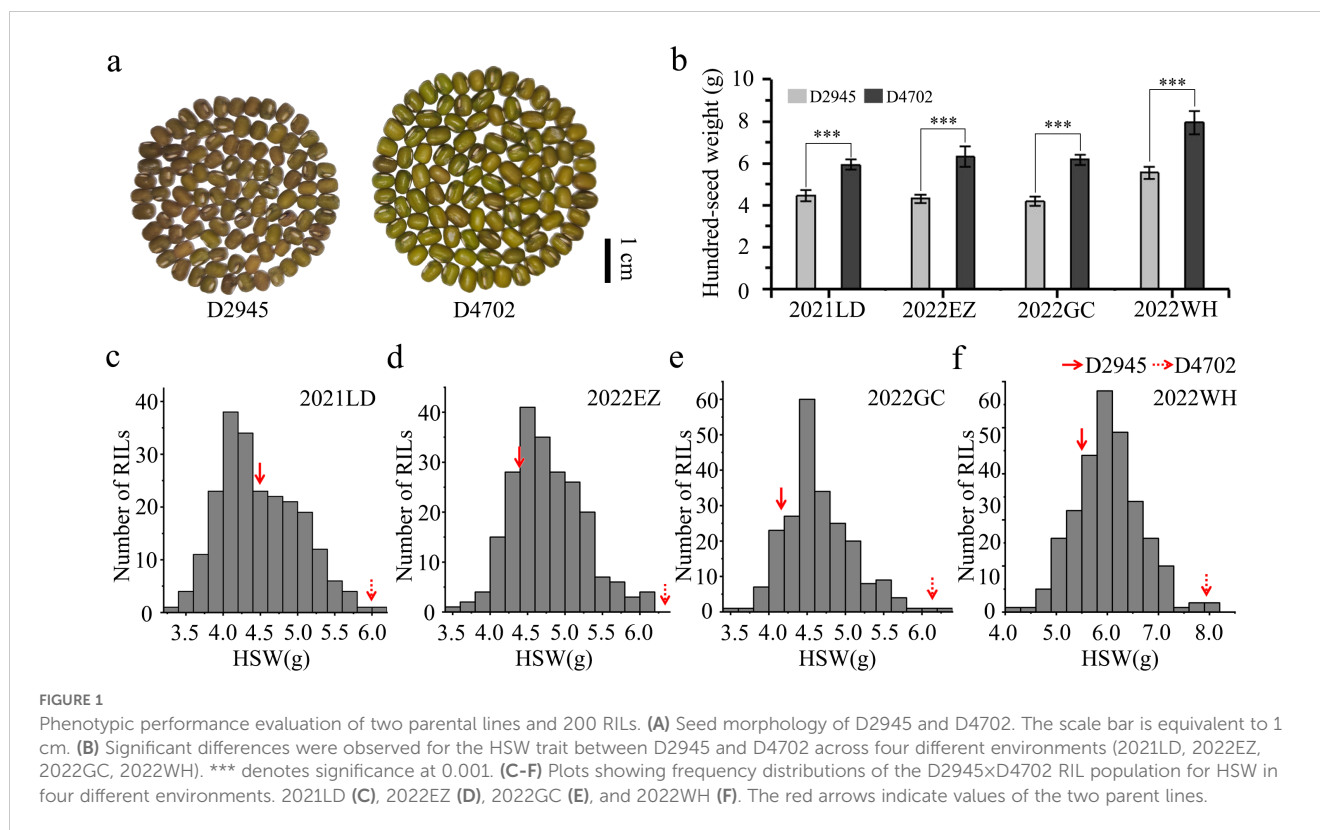 a
D2945
D4702
1 cm
b
Hundred-seed weight (g)
10
8
6
4
2
0
D2945
D4702
***
***
***
***
2021LD
2022EZ
2022GC
2022WH
c
2021LD
Number of RILs
40
30
20
10
0
3.5 4.0 4.5 5.0 5.5 6.0
HSW(g)
d
2022EZ
Number of RILs
40
30
20
10
0
3.5 4.0 4.5 5.0 5.5 6.0
HSW(g)
e
2022GC
Number of RILs
60
50
40
30
20
10
0
3.5 4.0 4.5 5.0 5.5 6.0
HSW(g)
f
D2945 D4702
2022WH
Number of RILs
60
50
40
30
20
10
0
4.0 5.0 6.0 7.0 8.0
HSW(g)
FIGURE 1
Phenotypic performance evaluation of two parental lines and 200 RILs. (A) Seed morphology of D2945 and D4702. The scale bar is equivalent to 1
cm. (B) Significant differences were observed for the HSW trait between D2945 and D4702 across four different environments (2021LD, 2022EZ,
2022GC, 2022WH). *** denotes significance at 0.001. (C-F) Plots showing frequency distributions of the D2945×D4702 RIL population for HSW in
four different environments. 2021LD (C), 2022EZ (D), 2022GC (E), and 2022WH (F). The red arrows indicate values of the two parent lines.